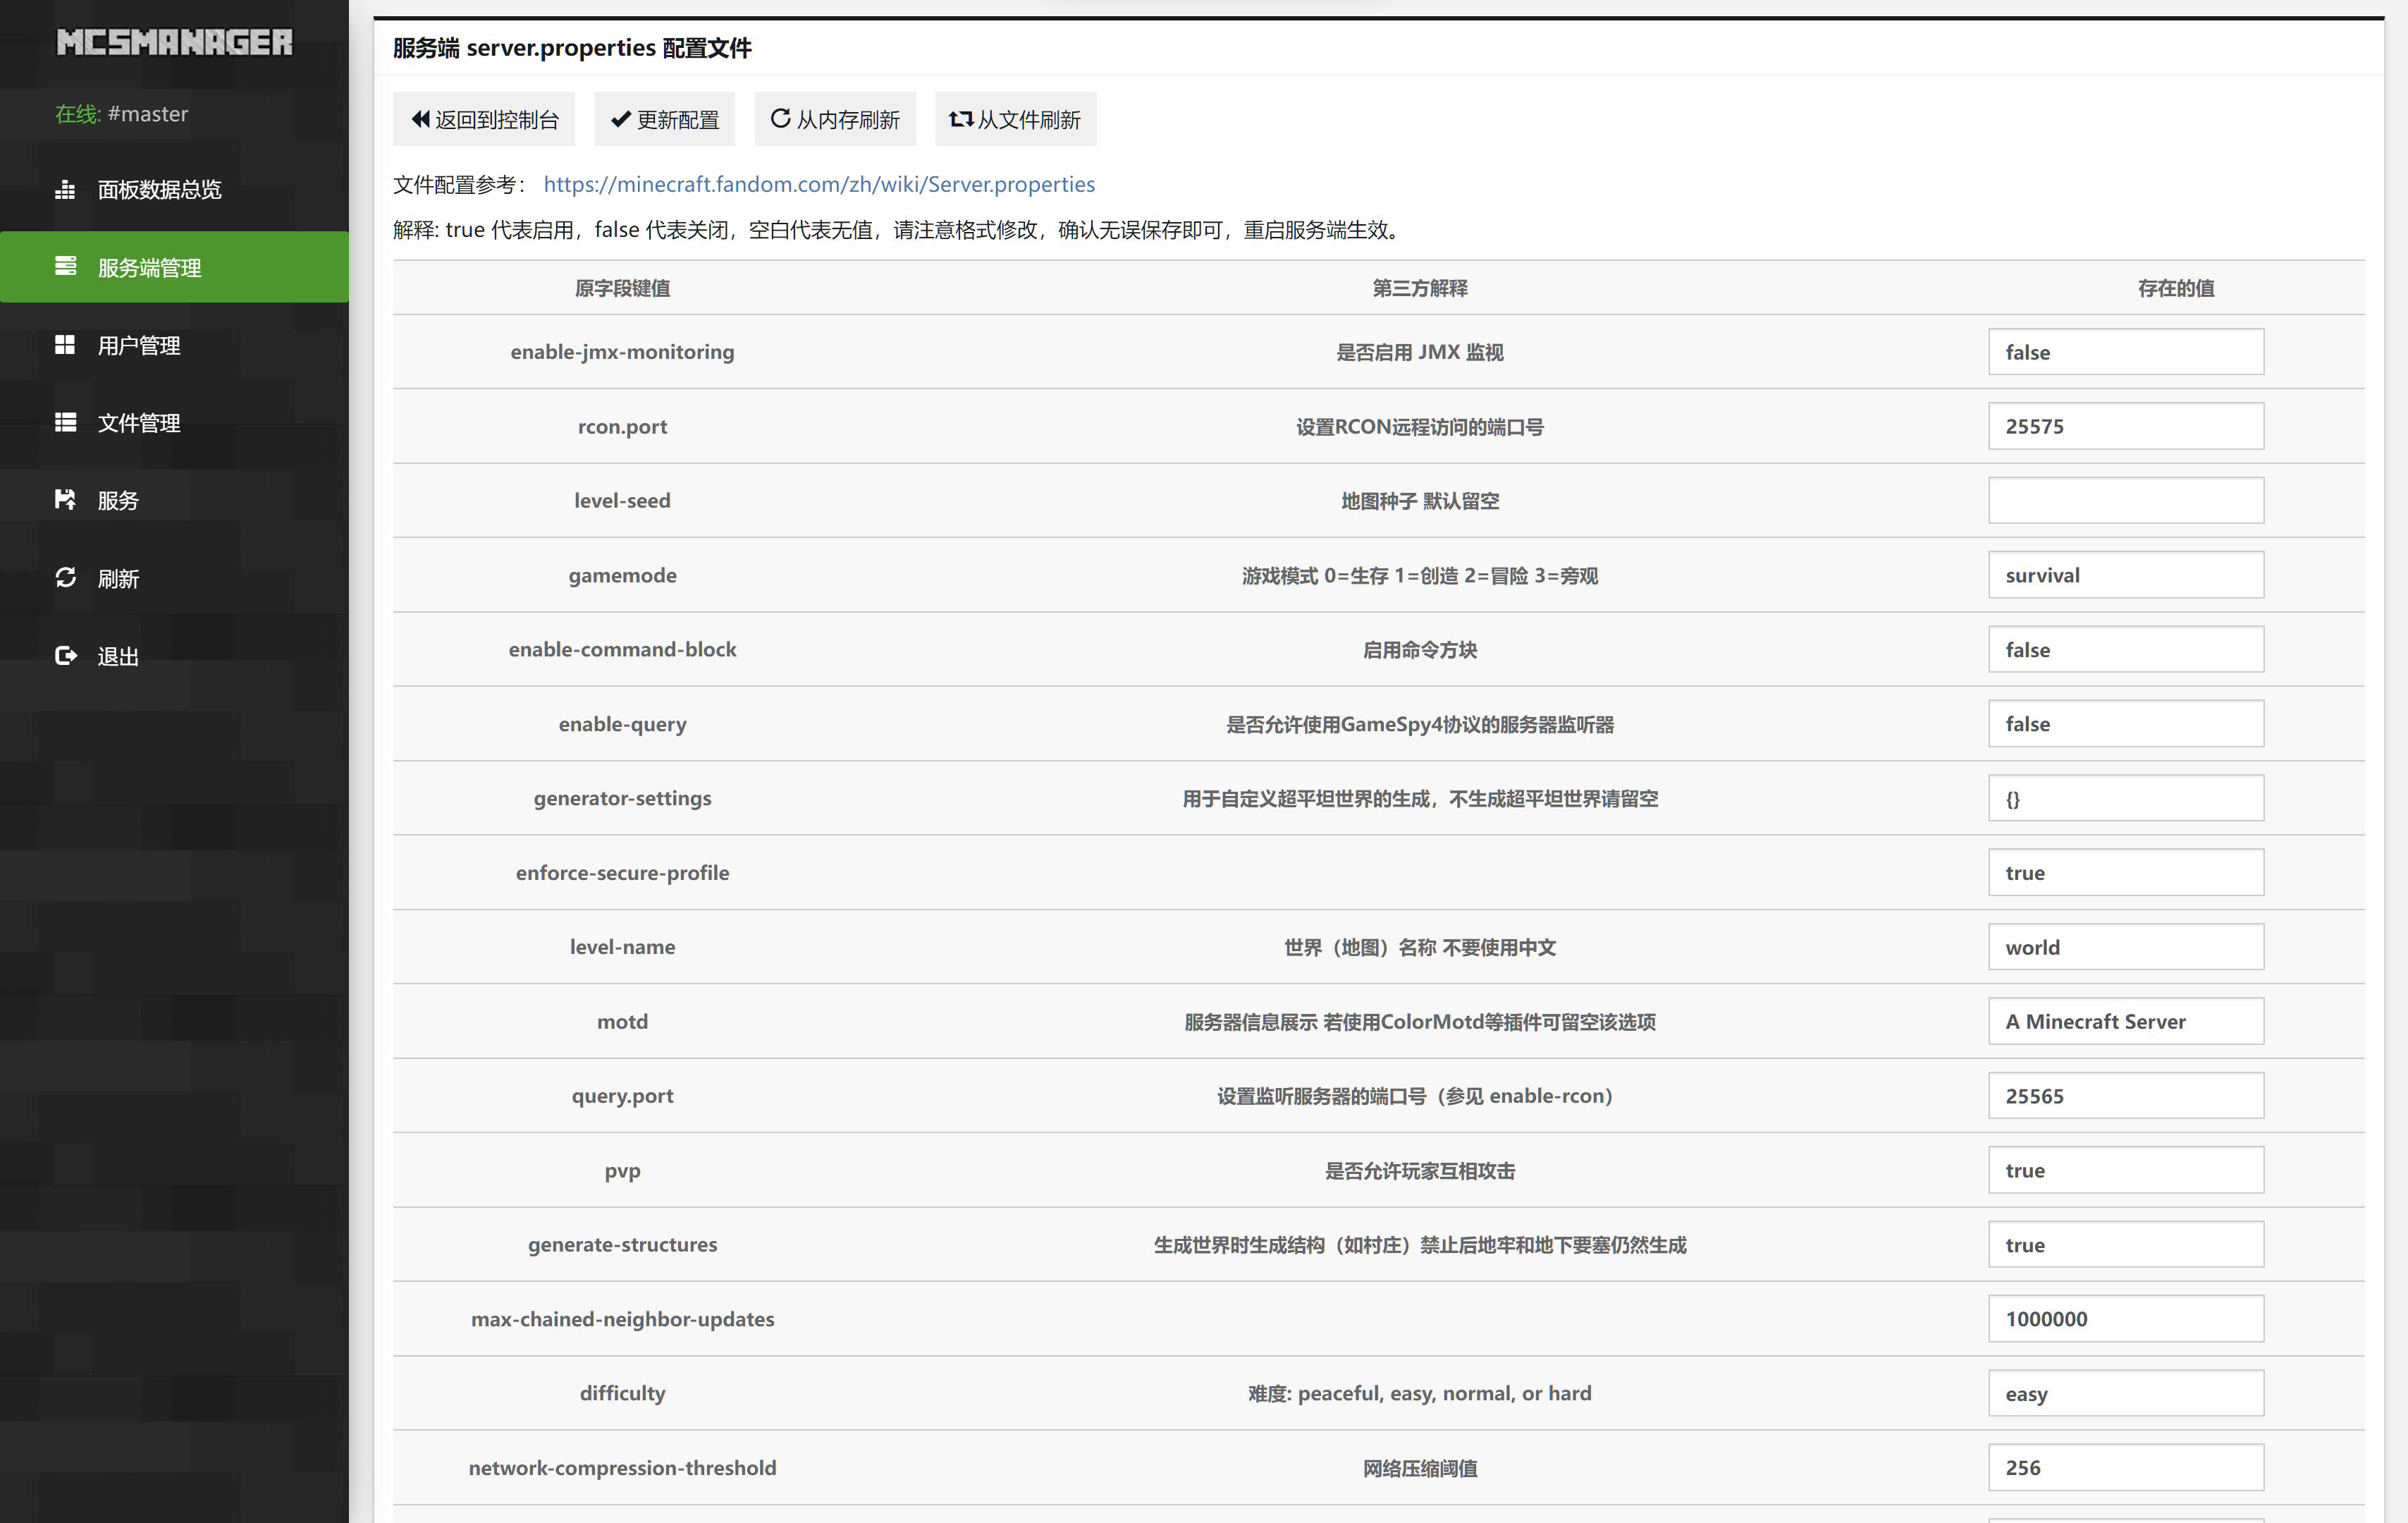 MCSMANAGER
在线: #master
面板数据总览
服务端管理
用户管理
文件管理
服务
刷新
退出
服务端 server.properties 配置文件
返回到控制台 更新配置 从内存刷新 从文件刷新
文件配置参考： https://minecraft.fandom.com/zh/wiki/Server.properties
解释: true 代表启用，false 代表关闭，空白代表无值，请注意格式修改，确认无误保存即可，重启服务端生效。
原字段键值 第三方解释 存在的值
enable-jmx-monitoring 是否启用 JMX 监视 false
rcon.port 设置RCON远程访问的端口号 25575
level-seed 地图种子 默认留空
gamemode 游戏模式 0=生存 1=创造 2=冒险 3=旁观 survival
enable-command-block 启用命令方块 false
enable-query 是否允许使用GameSpy4协议的服务器监听器 false
generator-settings 用于自定义超平坦世界的生成，不生成超平坦世界请留空 {}
enforce-secure-profile true
level-name 世界（地图）名称 不要使用中文 world
motd 服务器信息展示 若使用ColorMotd等插件可留空该选项 A Minecraft Server
query.port 设置监听服务器的端口号（参见 enable-rcon） 25565
pvp 是否允许玩家互相攻击 true
generate-structures 生成世界时生成结构（如村庄）禁止后地牢和地下要塞仍然生成 true
max-chained-neighbor-updates 1000000
difficulty 难度: peaceful, easy, normal, or hard easy
network-compression-threshold 网络压缩阈值 256